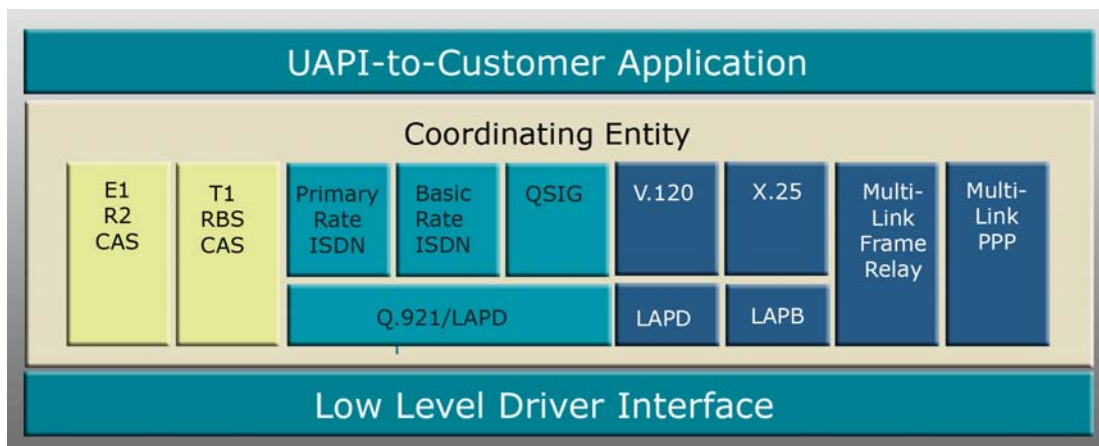 UAPI-to-Customer Application
Coordinating Entity
E1
R2
CAS
T1
RBS
CAS
Primary
Rate
ISDN
Basic
Rate
ISDN
QSIG
V.120
X.25
Multi-
Link
Frame
Relay
Multi-
Link
PPP
Q.921/LAPD
LAPD
LAPB
Low Level Driver Interface